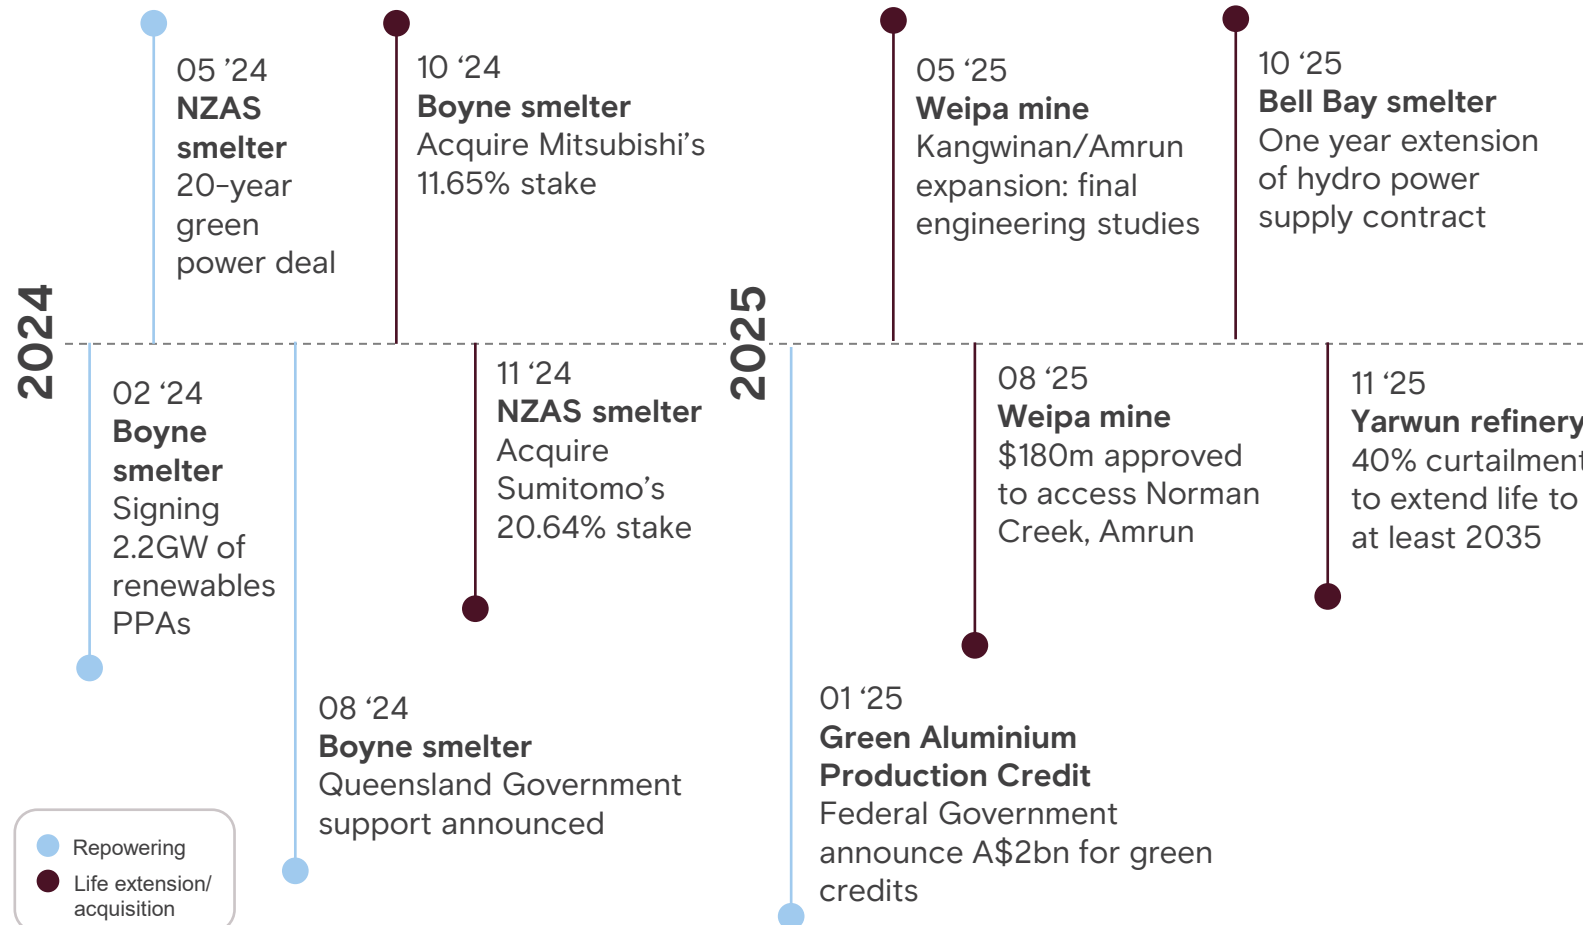 05 ’24
NZAS
smelter
20-year
green
power deal
10 ‘24
Boyne smelter
Acquire Mitsubishi’s
11.65% stake
05 ‘25
Weipa mine
Kangwinan/Amrun
expansion: final
engineering studies
10 ‘25
Bell Bay smelter
One year extension
of hydro power
supply contract
2024
02 ‘24
Boyne
smelter
Signing
2.2GW of
renewables
PPAs
08 ‘24
Boyne smelter
Queensland Government
support announced
11 ‘24
NZAS smelter
Acquire
Sumitomo’s
20.64% stake
2025
01 ‘25
Green Aluminium
Production Credit
Federal Government
announce A$2bn for green
credits
08 ‘25
Weipa mine
$180m approved
to access Norman
Creek, Amrun
11 ‘25
Yarwun refinery
40% curtailment
to extend life to
at least 2035
Repowering
Life extension/
acquisition